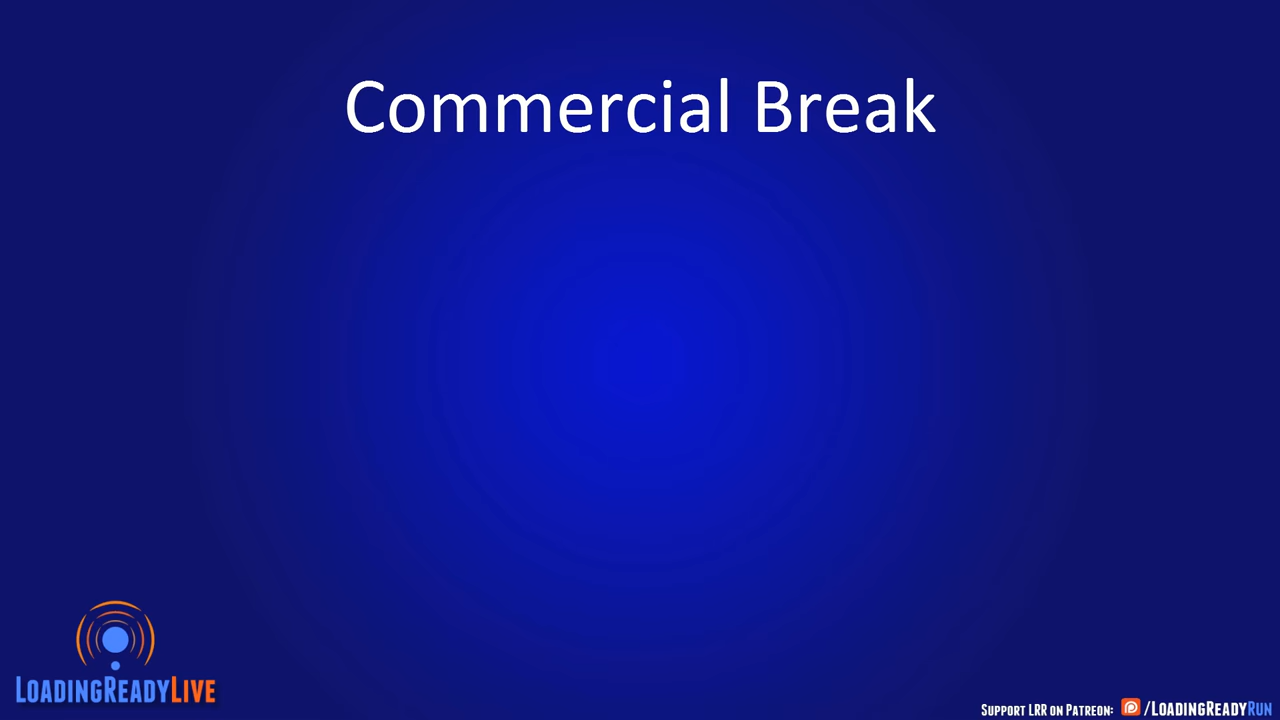 Commercial Break
LOADINGREADYLIVE
SUPPORT LRR ON PATREON: /LOADINGREADYRUN